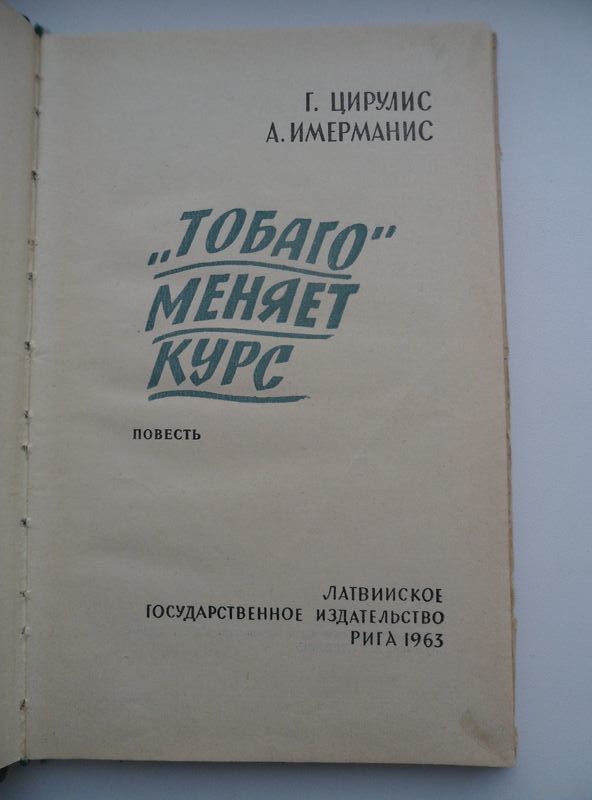 Г. ЦИРУЛИС
А. ИМЕРМАНИС
„ТОБАГО“
МЕНЯЕТ
КУРС
ПОВЕСТЬ
ЛАТВИЙСКОЕ
ГОСУДАРСТВЕННОЕ ИЗДАТЕЛЬСТВО
РИГА 1963